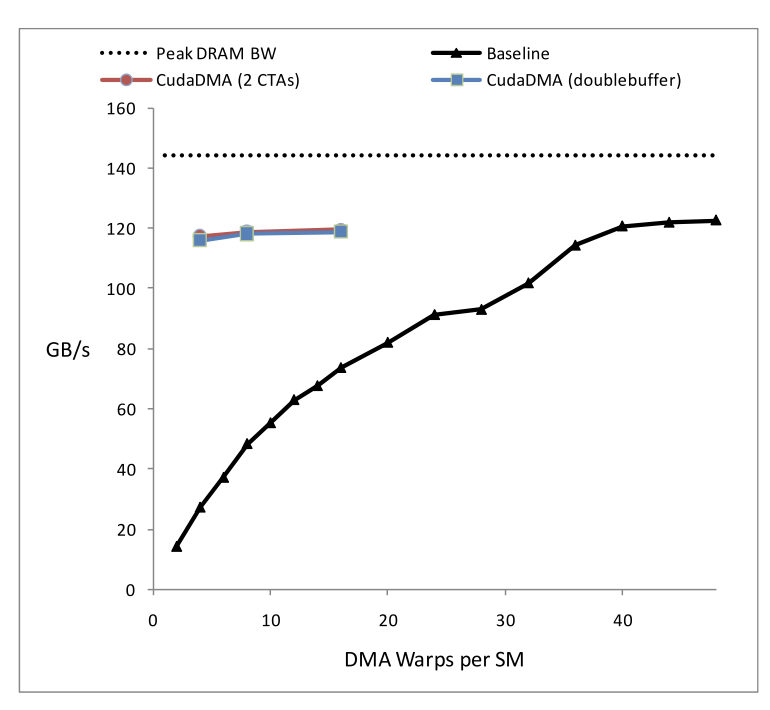 Peak DRAM BW Baseline
CudaDMA (2 CTAs) CudaDMA (doublebuffer)
160
140
120
100
GB/s
80
60
40
20
0
0 10 20 30 40
DMA Warps per SM